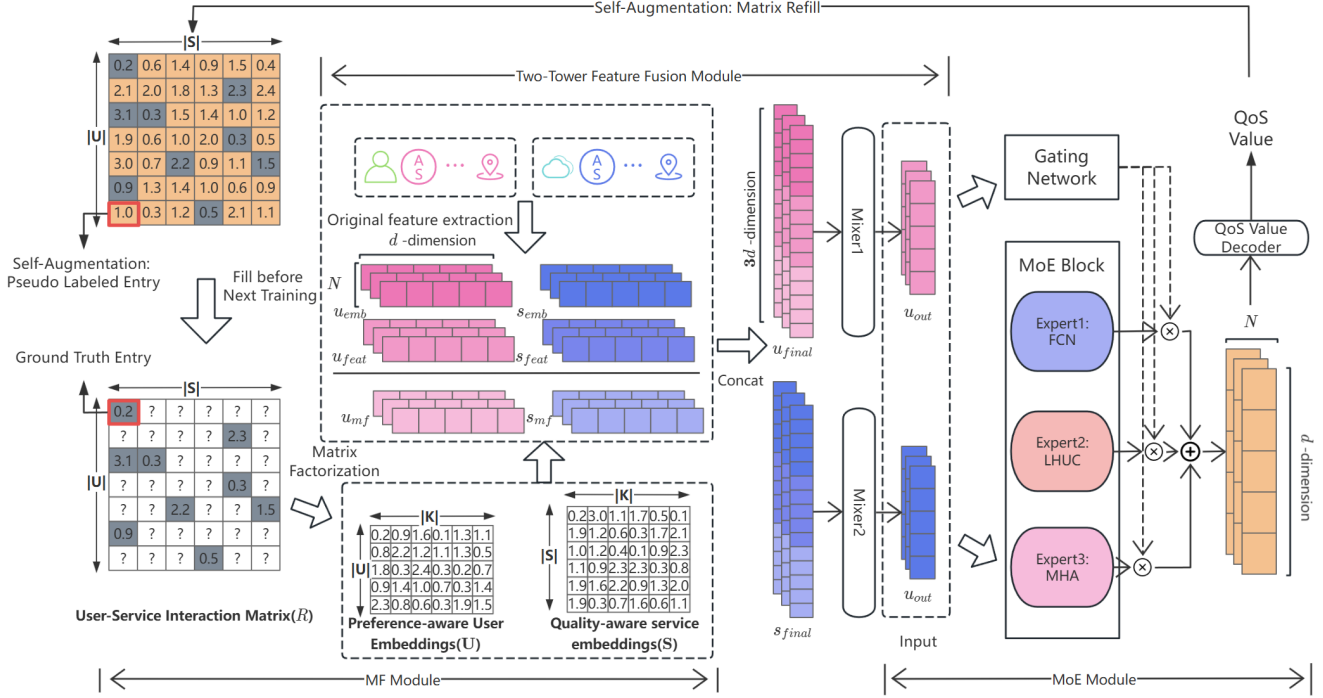 Self-Augmentation: Matrix Refill
|S|
|U|
0.2 0.6 1.4 0.9 1.5 0.4
2.1 2.0 1.8 1.3 2.3 2.4
3.1 0.3 1.5 1.4 1.0 1.2
1.9 0.6 1.0 2.0 0.3 0.5
3.0 0.7 2.2 0.9 1.1 1.5
0.9 1.3 1.4 1.0 0.6 0.9
1.0 0.3 1.2 0.5 2.1 1.1
Self-Augmentation:
Pseudo Labeled Entry
Fill before
Next Training
Ground Truth Entry
|S|
|U|
0.2 ? ? ? ? ?
? ? ? ? 2.3 ?
3.1 0.3 ? ? ? ?
? ? ? ? 0.3 ?
? ? 2.2 ? ? 1.5
0.9 ? ? ? ? ?
? ? ? 0.5 ? ?
User-Service Interaction Matrix(R)
Matrix
Factorization
Two-Tower Feature Fusion Module
A
S
...
A
S
...
Original feature extraction
d -dimension
N
u_emb
s_emb
u_feat
s_feat
u_mf
s_mf
|K|
|U|
0.2 0.9 1.6 0.1 1.3 1.1
0.8 2.2 1.2 1.1 1.3 0.5
1.8 0.3 2.4 0.3 0.2 0.7
0.9 1.4 1.0 0.7 0.3 1.4
2.3 0.8 0.6 0.3 1.9 1.5
Preference-aware User
Embeddings(U)
|K|
|S|
0.2 3.0 1.1 1.7 0.5 0.1
1.9 1.2 0.6 0.3 1.7 2.1
1.0 1.2 0.4 0.1 0.9 2.3
1.1 0.9 2.3 2.3 0.3 0.8
1.9 1.6 2.2 0.9 1.3 2.0
1.9 0.3 0.7 1.6 0.6 1.1
Quality-aware service
embeddings(S)
MF Module
Concat
3d -dimension
u_final
Mixer1
u_out
s_final
Mixer2
u_out
Input
Gating
Network
MoE Block
Expert1:
FCN
Expert2:
LHUC
Expert3:
MHA
QoS
Value
QoS Value
Decoder
N
d -dimension
MoE Module